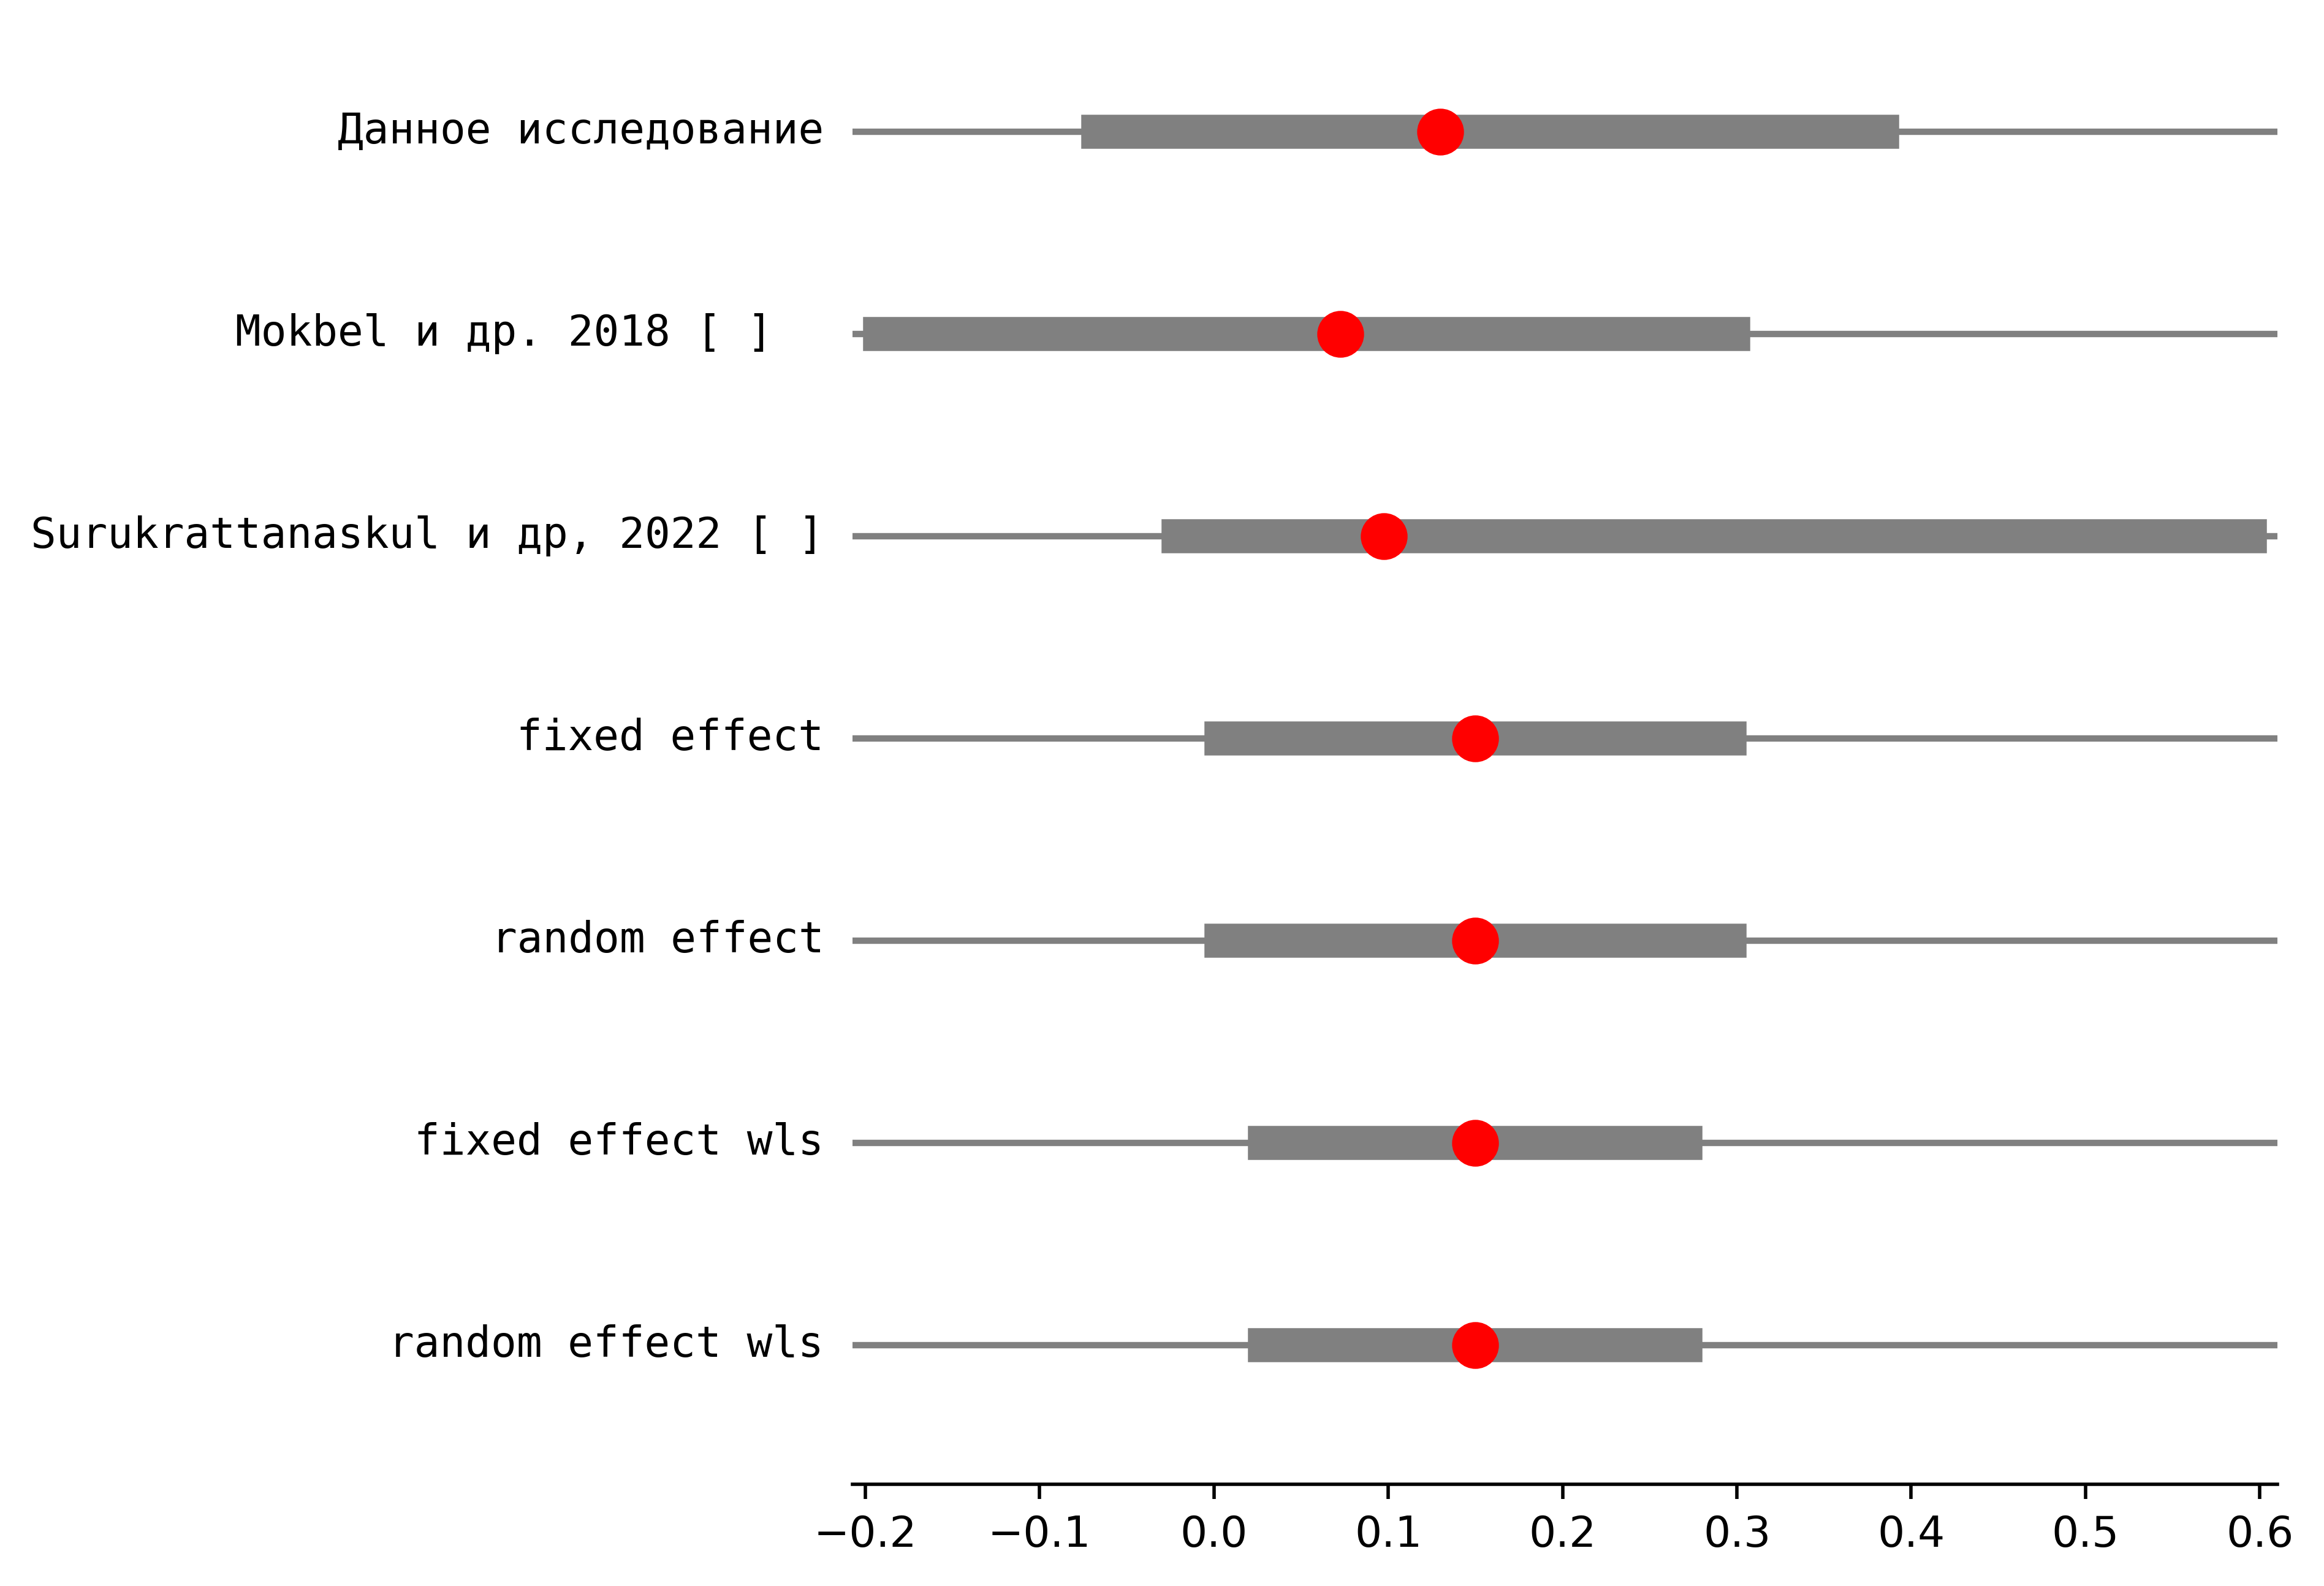 Данное исследование
Mokbel и др. 2018 [ ]
Surukrattanaskul и др, 2022 [ ]
fixed effect
random effect
fixed effect wls
random effect wls
−0.2 −0.1 0.0 0.1 0.2 0.3 0.4 0.5 0.6